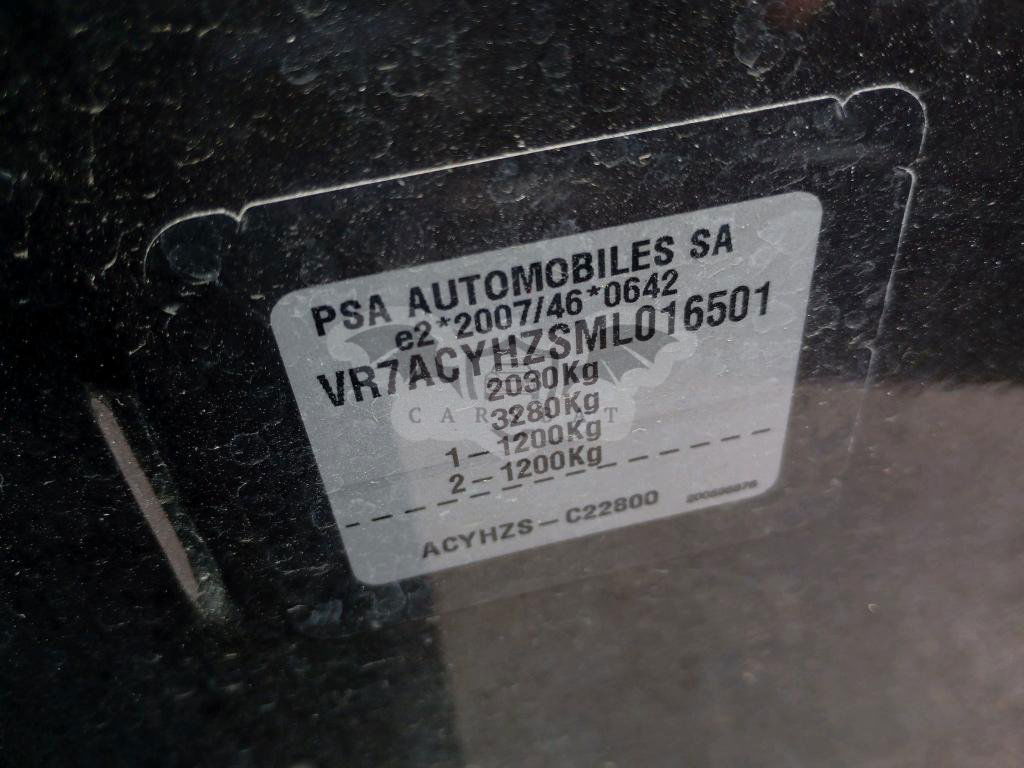 PSA AUTOMOBILES SA
e2*2007/46*0642
VR7ACYHZSML016501
2030Kg
3280Kg
1-1200Kg
2-1200Kg
ACYHZS-C22800